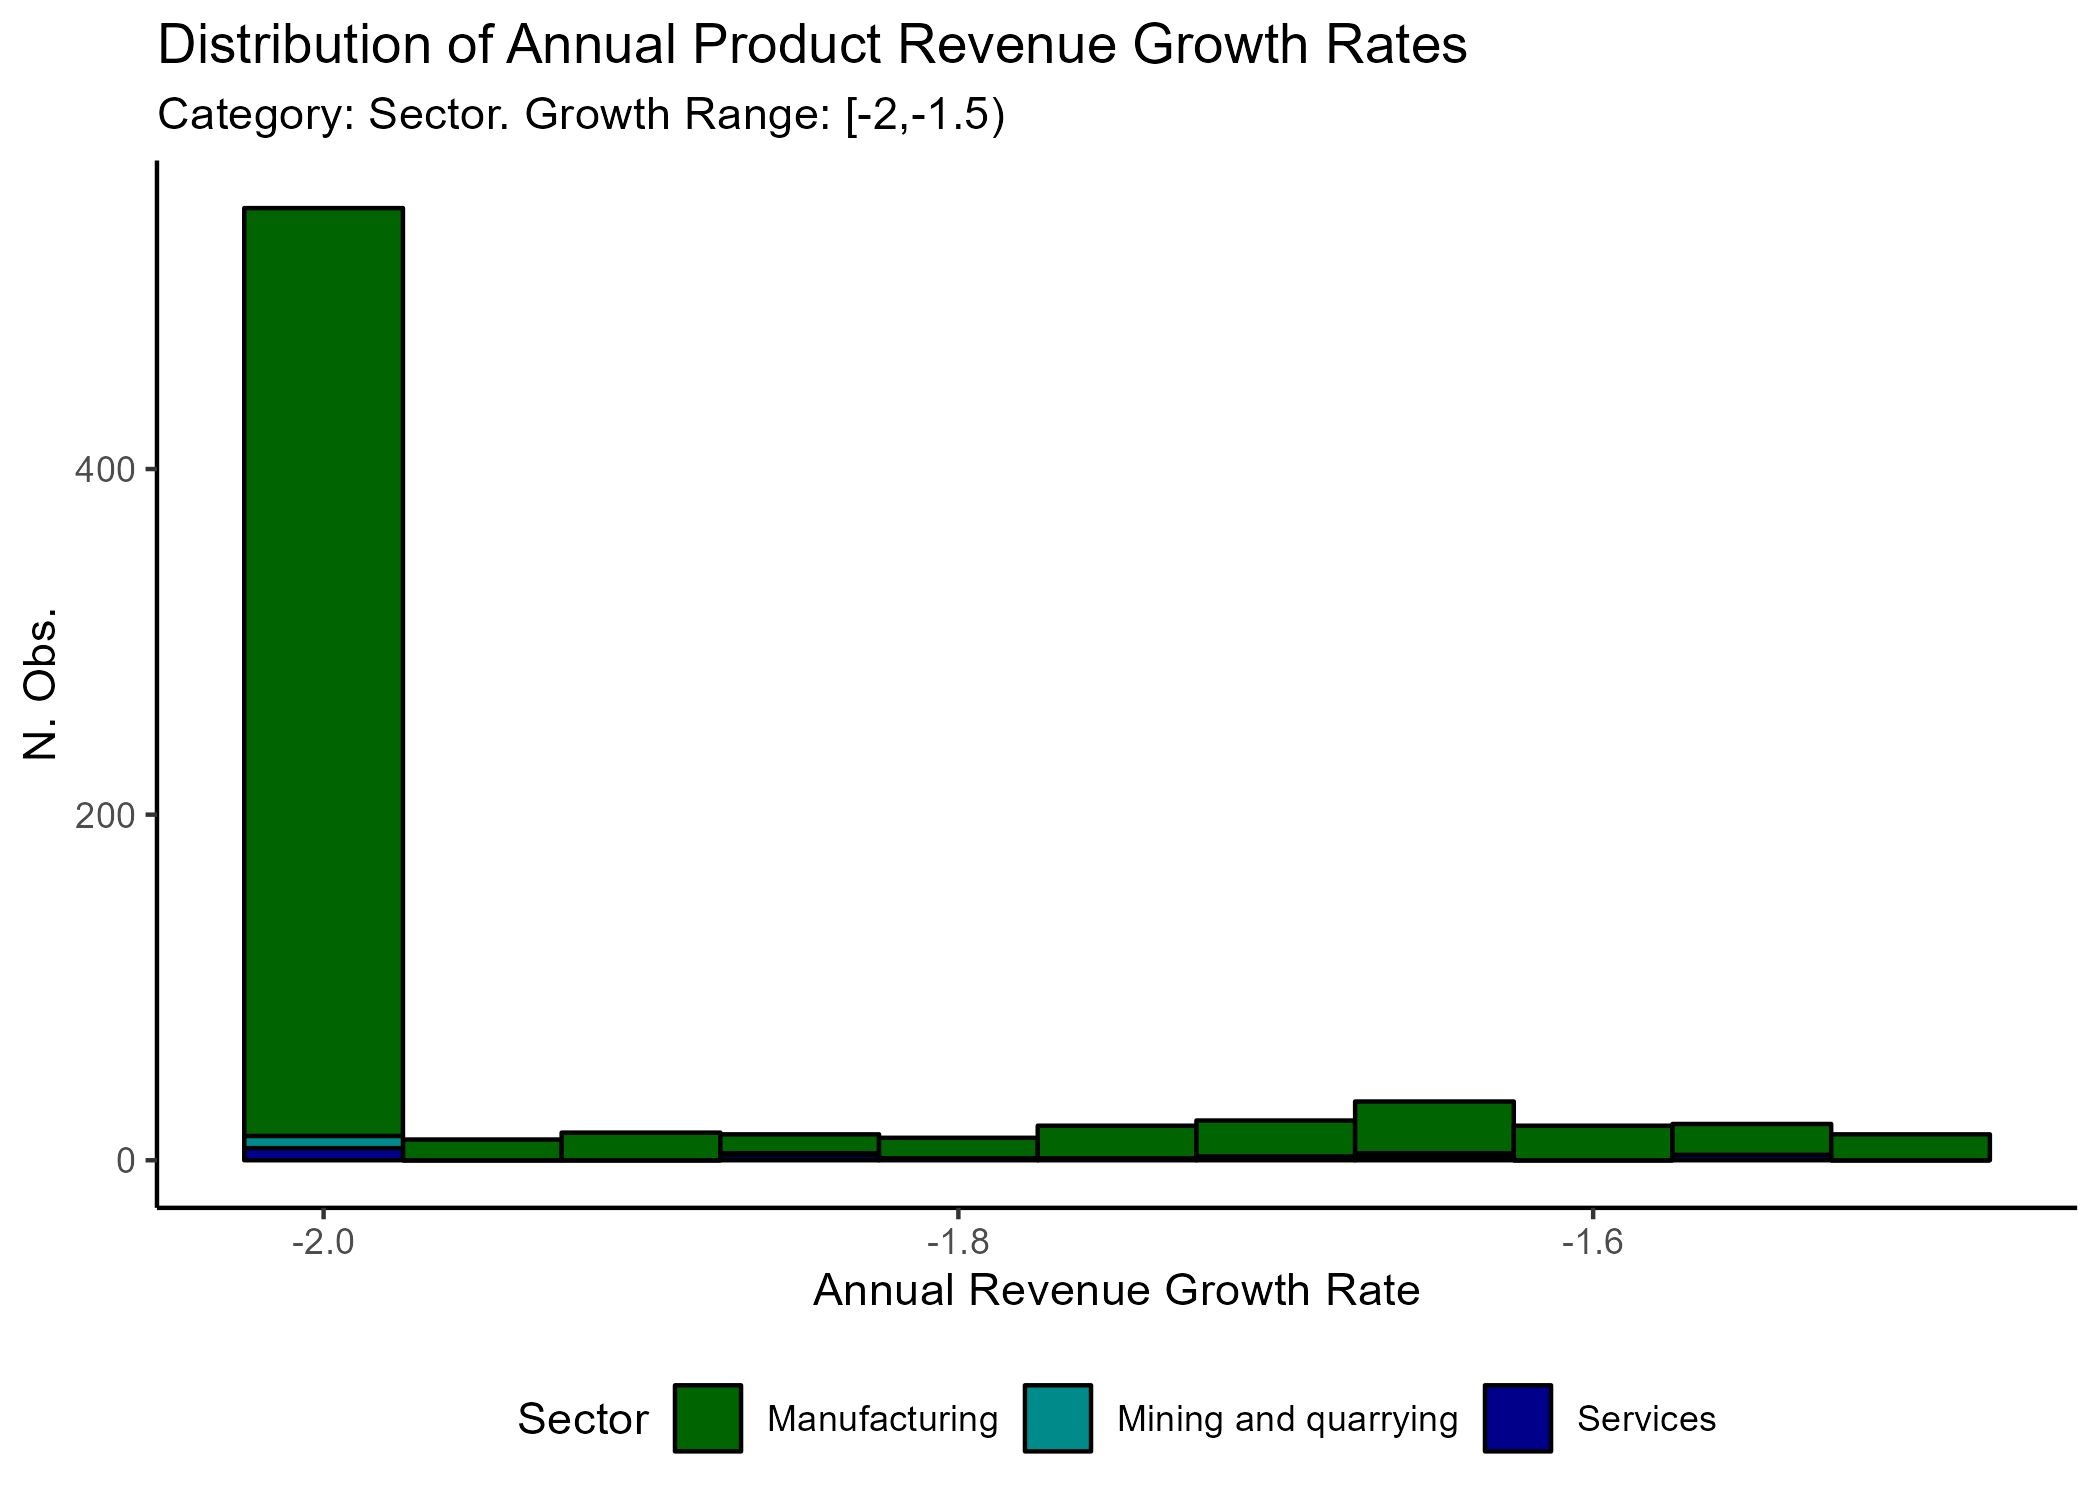 Distribution of Annual Product Revenue Growth Rates
Category: Sector. Growth Range: [-2,-1.5)
N. Obs.
400
200
0
-2.0 -1.8 -1.6
Annual Revenue Growth Rate
Sector Manufacturing Mining and quarrying Services